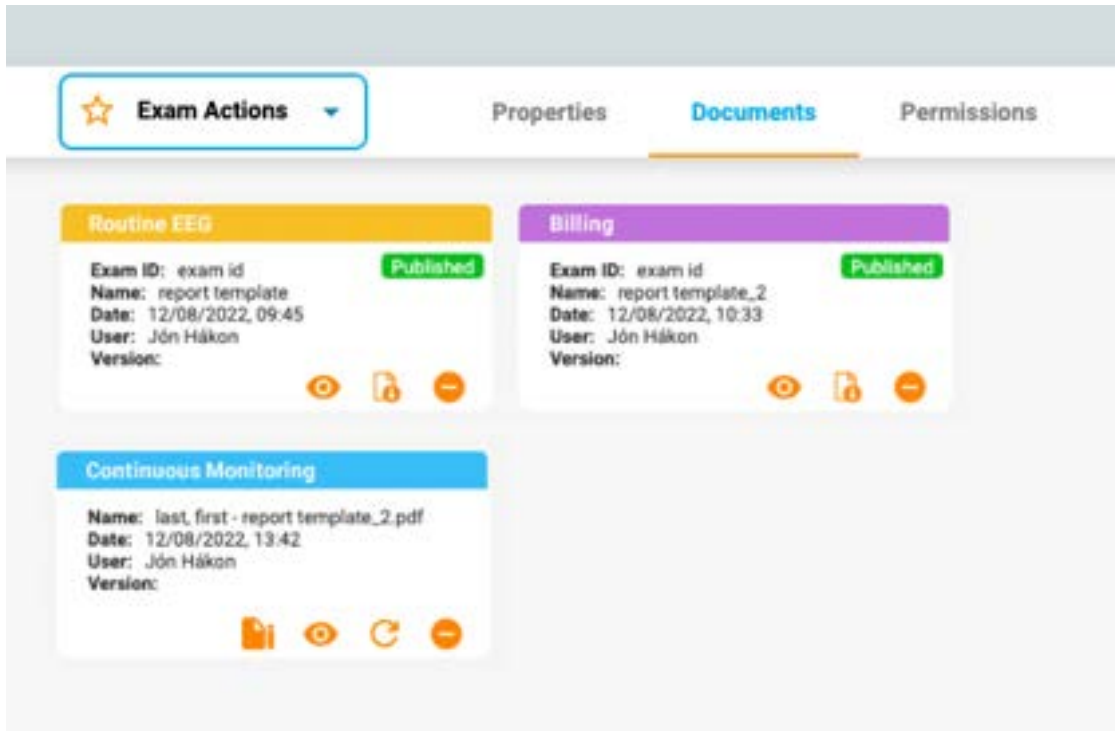 Exam Actions
Properties
Documents
Permissions
Routine EEG
Published
Exam ID: exam id
Name: report template
Date: 12/08/2022, 09:45
User: Jón Hákon
Version:
Billing
Published
Exam ID: exam id
Name: report template_2
Date: 12/08/2022, 10:33
User: Jón Hákon
Version:
Continuous Monitoring
Name: last, first - report template_2.pdf
Date: 12/08/2022, 13:42
User: Jón Hákon
Version: